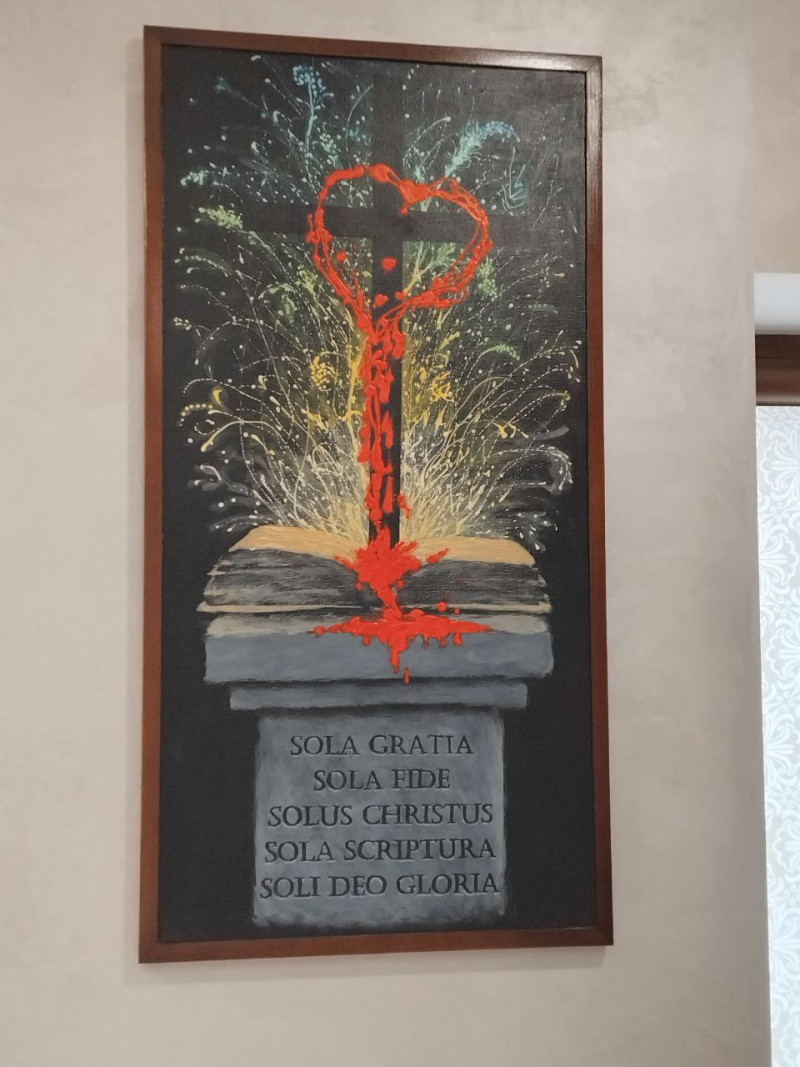 SOLA GRATIA
SOLA FIDE
SOLUS CHRISTUS
SOLA SCRIPTURA
SOLI DEO GLORIA